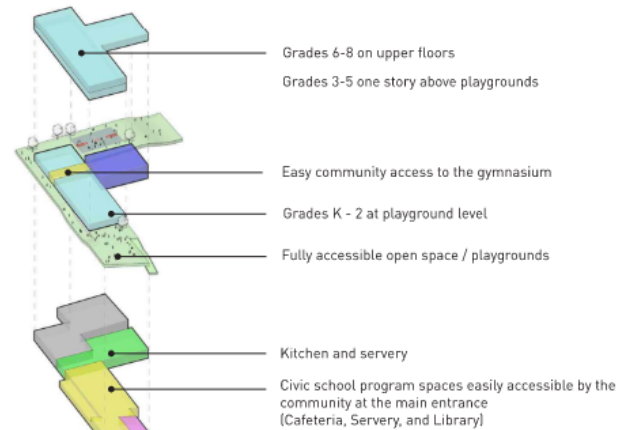 Grades 6-8 on upper floors
Grades 3-5 one story above playgrounds
Easy community access to the gymnasium
Grades K - 2 at playground level
Fully accessible open space / playgrounds
Kitchen and servery
Civic school program spaces easily accessible by the
community at the main entrance
(Cafeteria, Servery, and Library)